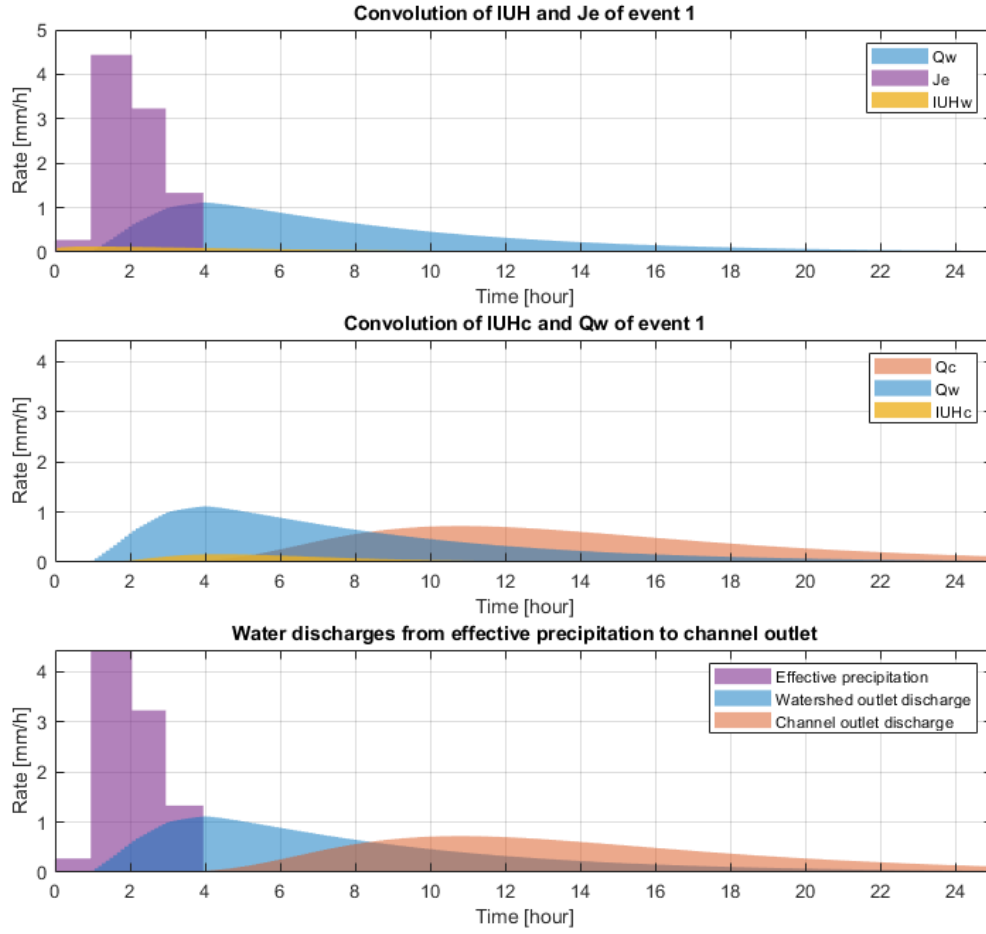 Convolution of IUH and Je of event 1
5
4
3
2
1
0
Rate [mm/h]
Qw
Je
IUHw
0 2 4 6 8 10 12 14 16 18 20 22 24
Time [hour]
Convolution of IUHc and Qw of event 1
4
3
2
1
0
Rate [mm/h]
Qc
Qw
IUHc
0 2 4 6 8 10 12 14 16 18 20 22 24
Time [hour]
Water discharges from effective precipitation to channel outlet
4
3
2
1
0
Rate [mm/h]
Effective precipitation
Watershed outlet discharge
Channel outlet discharge
0 2 4 6 8 10 12 14 16 18 20 22 24
Time [hour]